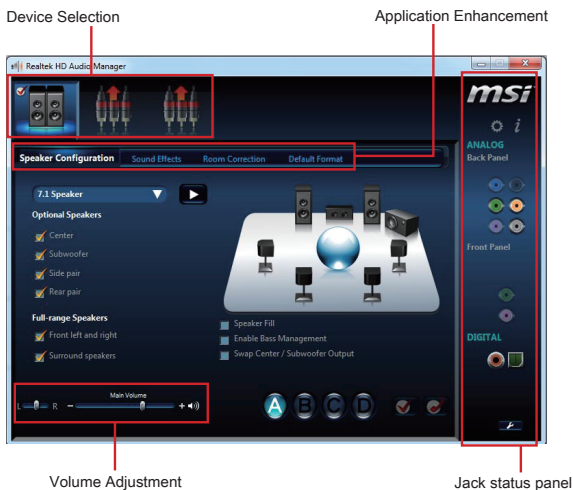 Device Selection
Application Enhancement
Realtek HD Audio Manager
msi
i
ANALOG
Back Panel
Speaker Configuration
Sound Effects
Room Correction
Default Format
7.1 Speaker
Optional Speakers
Center
Subwoofer
Side pair
Rear pair
Front Panel
Full-range Speakers
Front left and right
Surround speakers
Speaker Fill
Enable Bass Management
Swap Center / Subwoofer Output
DIGITAL
Main Volume
L
R
- +
A
B
C
D
Volume Adjustment
Jack status panel